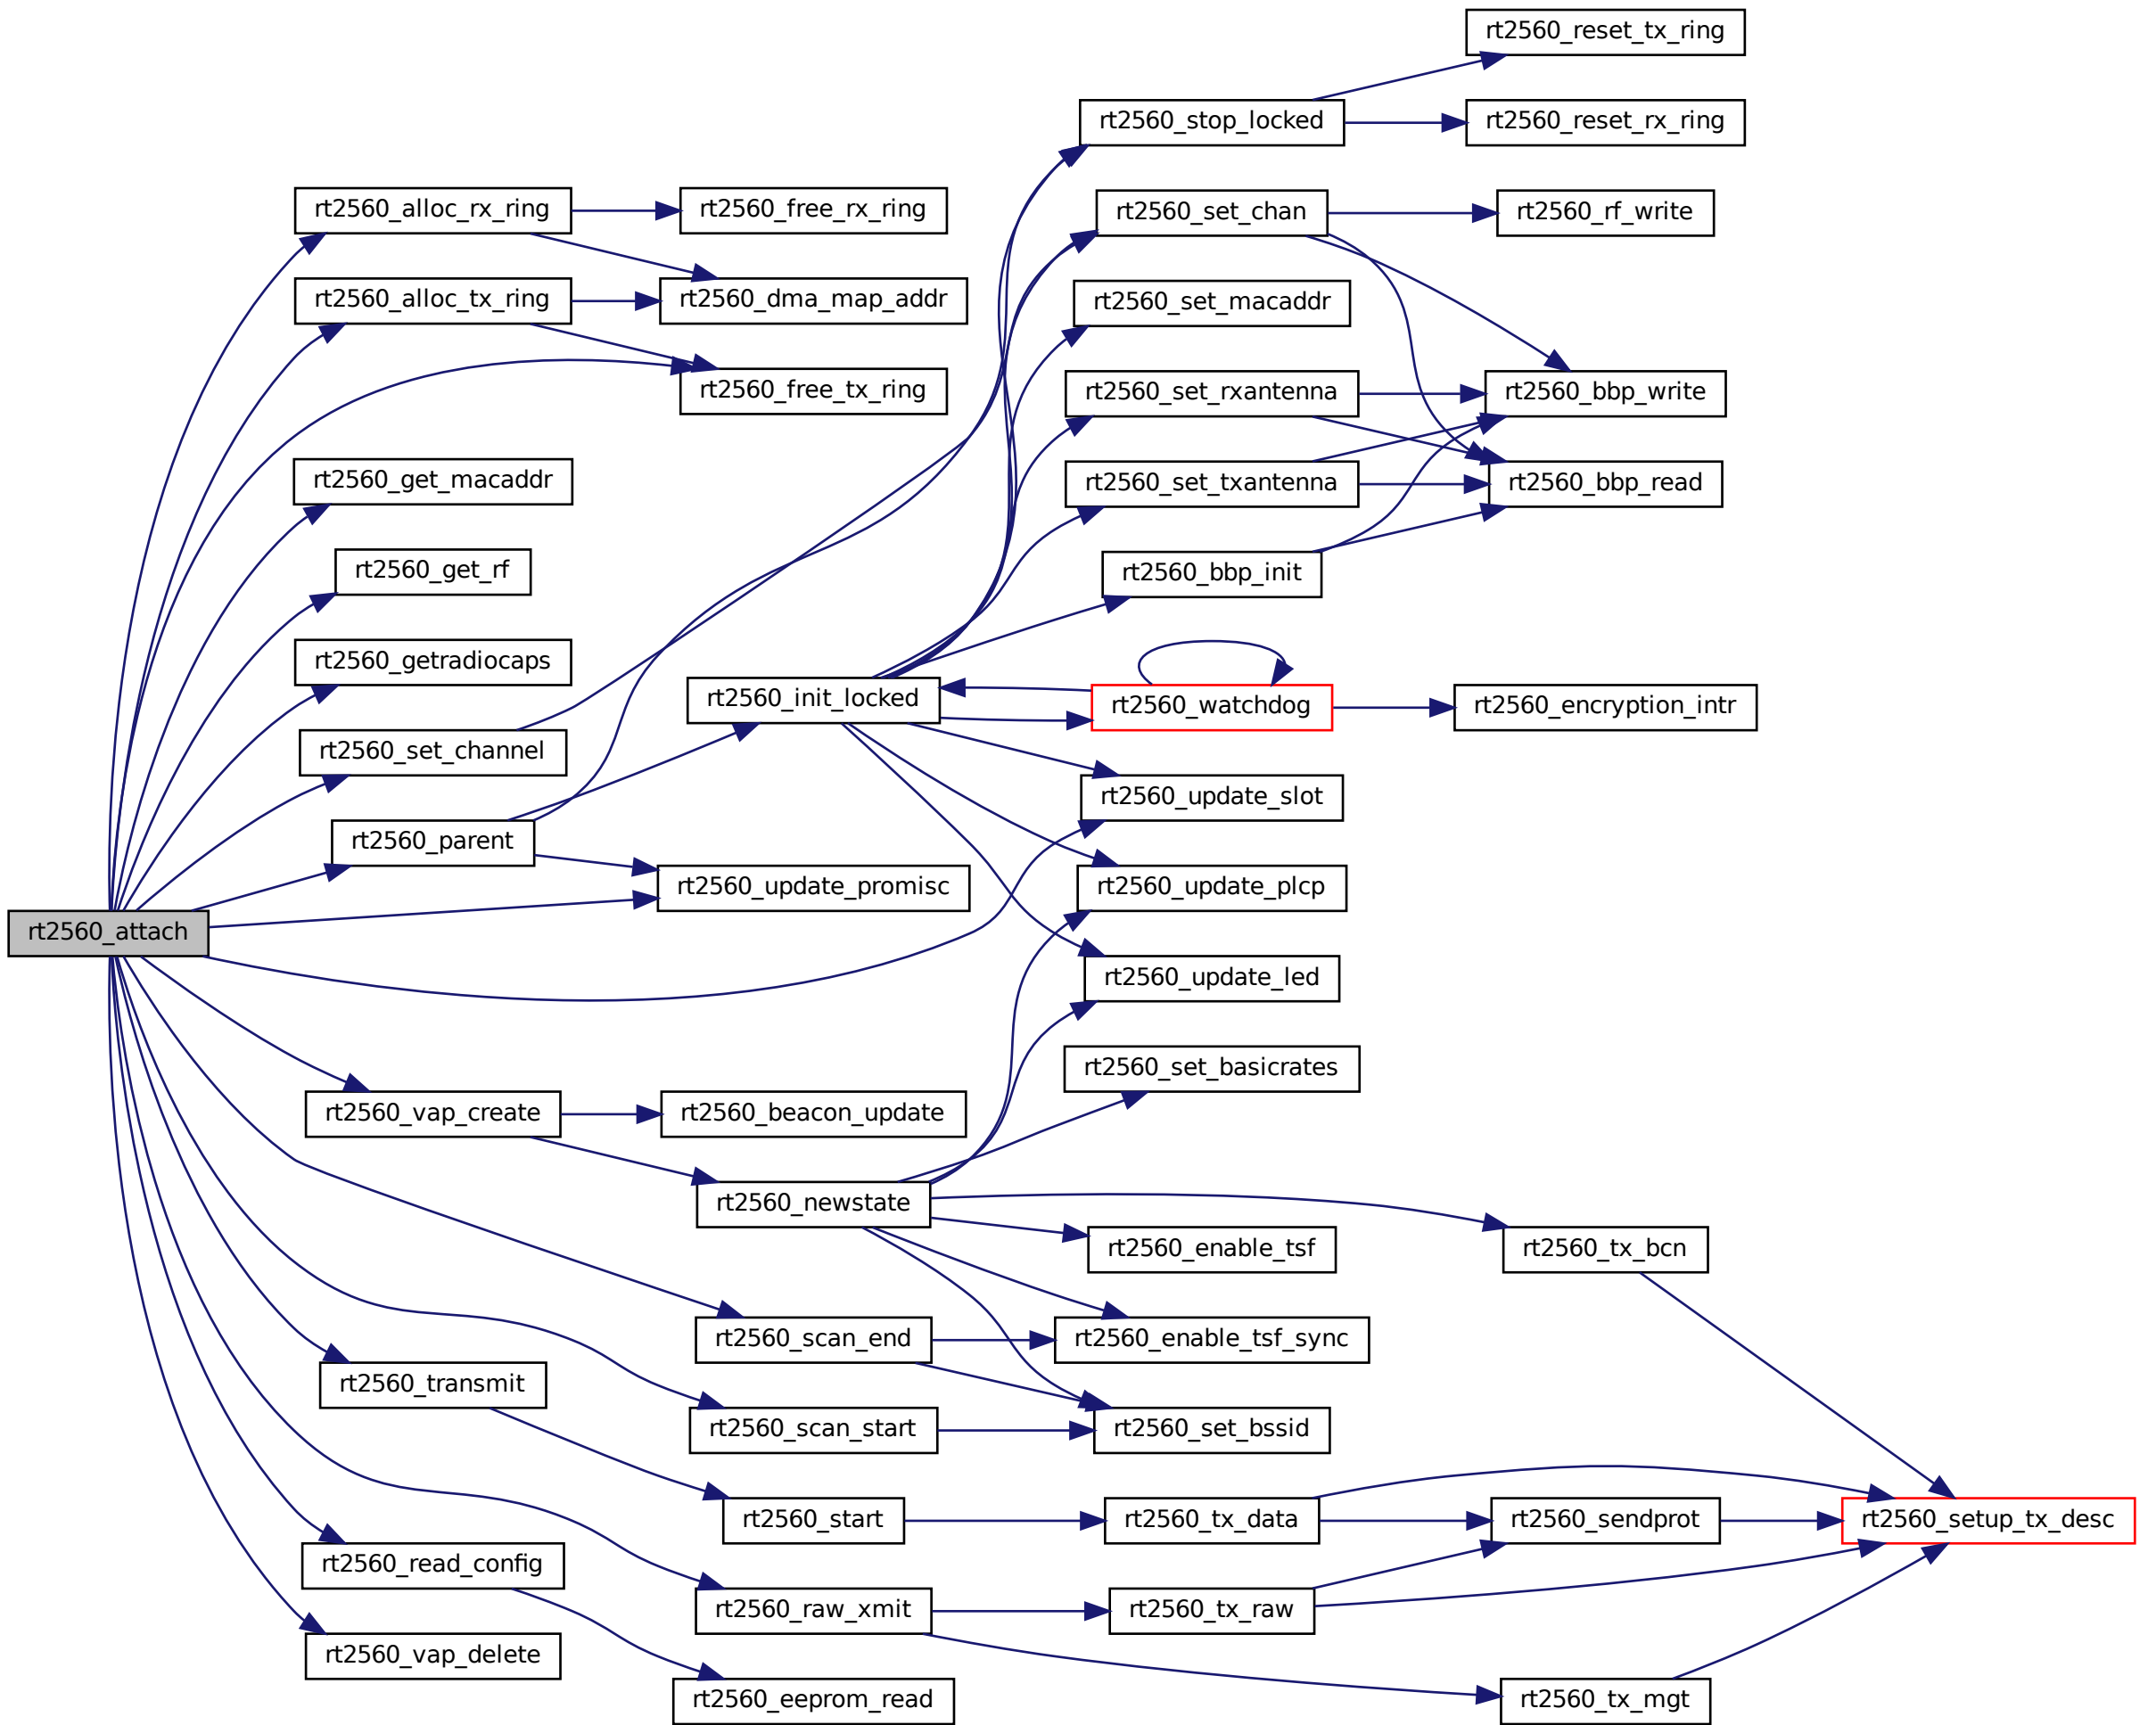 rt2560_attach
rt2560_alloc_rx_ring
rt2560_alloc_tx_ring
rt2560_get_macaddr
rt2560_get_rf
rt2560_getradiocaps
rt2560_set_channel
rt2560_parent
rt2560_vap_create
rt2560_transmit
rt2560_read_config
rt2560_vap_delete
rt2560_free_rx_ring
rt2560_dma_map_addr
rt2560_free_tx_ring
rt2560_init_locked
rt2560_update_promisc
rt2560_beacon_update
rt2560_newstate
rt2560_scan_end
rt2560_scan_start
rt2560_start
rt2560_raw_xmit
rt2560_eeprom_read
rt2560_stop_locked
rt2560_set_chan
rt2560_set_macaddr
rt2560_set_rxantenna
rt2560_set_txantenna
rt2560_bbp_init
rt2560_watchdog
rt2560_update_slot
rt2560_update_plcp
rt2560_update_led
rt2560_set_basicrates
rt2560_enable_tsf
rt2560_enable_tsf_sync
rt2560_set_bssid
rt2560_tx_data
rt2560_tx_raw
rt2560_reset_tx_ring
rt2560_reset_rx_ring
rt2560_rf_write
rt2560_bbp_write
rt2560_bbp_read
rt2560_encryption_intr
rt2560_tx_bcn
rt2560_sendprot
rt2560_tx_mgt
rt2560_setup_tx_desc